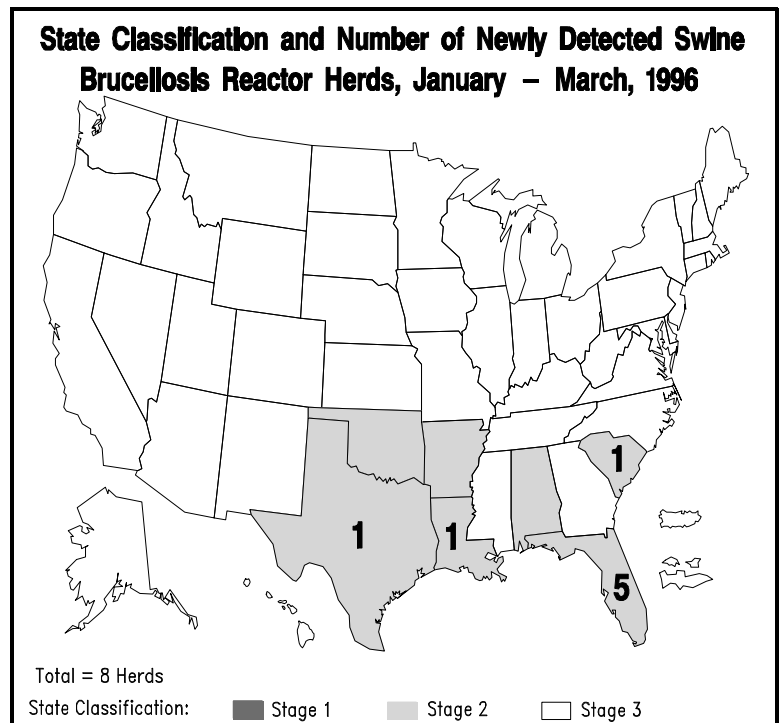 State Classification and Number of Newly Detected Swine
Brucellosis Reactor Herds, January – March, 1996
1
1
1
5
Total = 8 Herds
State Classification: Stage 1 Stage 2 Stage 3